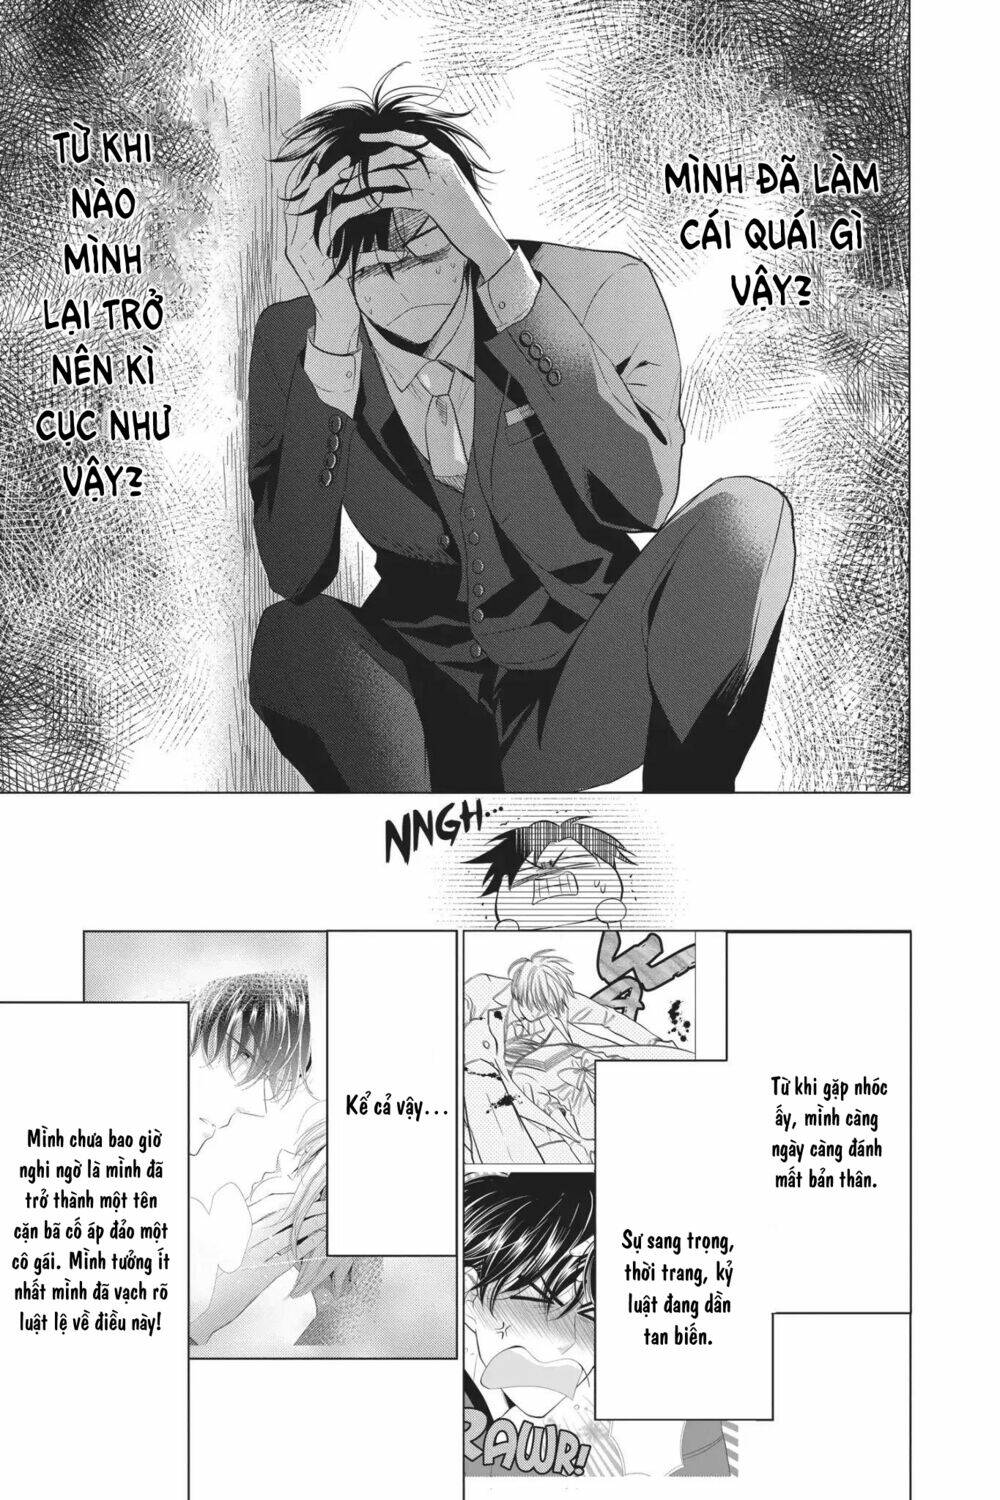 MÌNH ĐÃ LÀM
CÁI QUÁI GÌ
VẬY?
TỪ KHI
NÀO
MÌNH
LẠI TRỞ
NÊN KÌ
CỤC NHƯ
VẬY?
NNGH...
Từ khi gặp nhóc
ấy, mình càng
ngày càng đánh
mất bản thân.
Sự sang trọng,
thời trang, kỷ
luật đang dần
tan biến.
RAWR!
Kể cả vậy...
Mình chưa bao giờ
nghi ngờ là mình đã
trở thành một tên
cặn bã cố áp đảo một
cô gái. Mình tưởng ít
nhất mình đã vạch rõ
luật lệ về điều này!